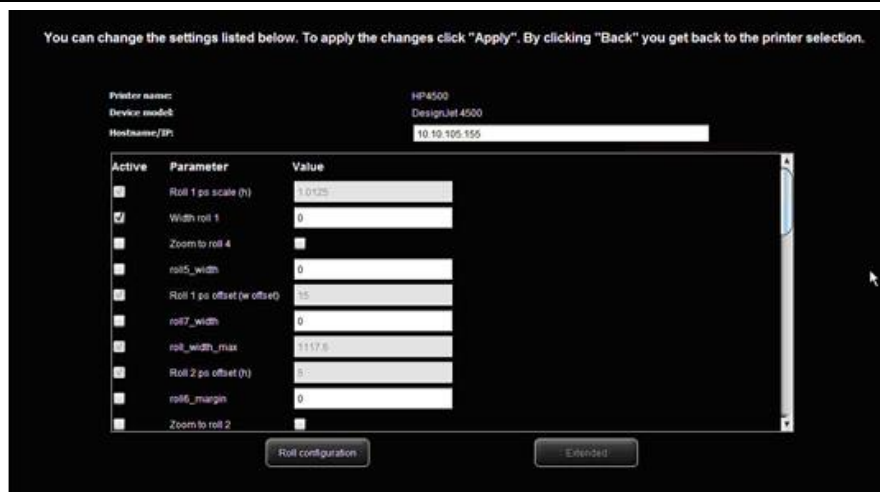 You can change the settings listed below. To apply the changes click "Apply". By clicking "Back" you get back to the printer selection.
Printer name: HP4500
Device model: DesignJet 4500
Hostname/IP: 10.10.105.155
Active Parameter Value
Roll 1 ps scale (h) 1.0125
Width roll 1 0
Zoom to roll 4
roll5_width 0
Roll 1 ps offset (w offset) 15
roll7_width 0
roll_width_max 1117.6
Roll 2 ps offset (h) 5
roll6_margin 0
Zoom to roll 2
Roll configuration Extended